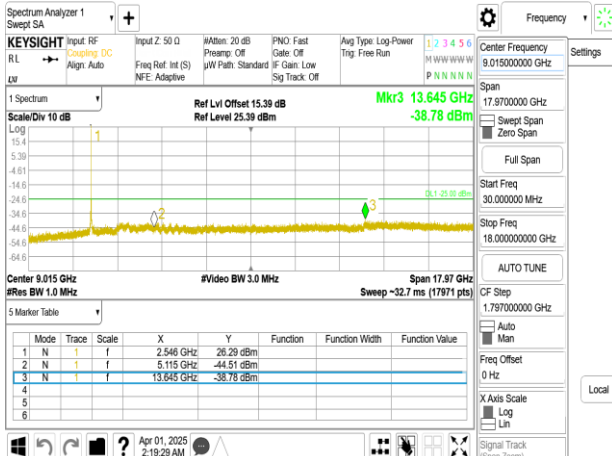 Spectrum Analyzer 1
Swept SA
+
Frequency
KEYSIGHT Input: RF Input Z: 50 Ω #Atten: 20 dB PNO: Fast Avg Type: Log-Power 1 2 3 4 5 6
RL Coupling: DC Preamp: Off Gate: Off Trig: Free Run M W W W W W
Align: Auto Freq Ref: Int (S) µW Path: Standard IF Gain: Low
NFE: Adaptive Sig Track: Off P N N N N N
1 Spectrum Ref Lvl Offset 15.39 dB Mkr3 13.645 GHz
Scale/Div 10 dB Ref Level 25.39 dBm -38.78 dBm
Log
15.4
5.39
-4.61
-14.6
-24.6
-34.6
-44.6
-54.6
-64.6
1
2
3
DL1 -25.00 dBm
Center 9.015 GHz #Video BW 3.0 MHz Span 17.97 GHz
#Res BW 1.0 MHz Sweep ~32.7 ms (17971 pts)
5 Marker Table
Mode Trace Scale X Y Function Function Width Function Value
1 N 1 f 2.546 GHz 26.29 dBm
2 N 1 f 5.115 GHz -44.51 dBm
3 N 1 f 13.645 GHz -38.78 dBm
4
5
6
? Apr 01, 2025
2:19:29 AM
Center Frequency
9.015000000 GHz
Settings
Span
17.9700000 GHz
Swept Span
Zero Span
Full Span
Start Freq
30.000000 MHz
Stop Freq
18.000000000 GHz
AUTO TUNE
CF Step
1.797000000 GHz
Auto
Man
Freq Offset
0 Hz
X Axis Scale
Log
Lin
Local
Signal Track
(Span Zoom)